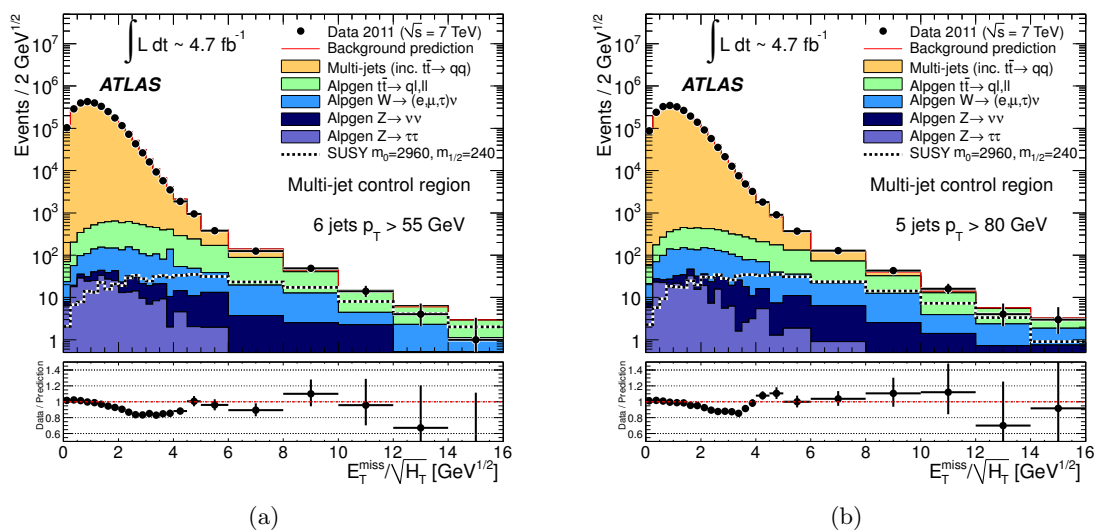 ∫ L dt ~ 4.7 fb⁻¹
ATLAS
Data 2011 (√s = 7 TeV)
Background prediction
Multi-jets (inc. tt̄→ qq)
Alpgen tt̄→ ql,ll
Alpgen W→ (e,μ,τ)ν
Alpgen Z→ νν
Alpgen Z→ ττ
SUSY m₀=2960, m₁/₂=240
Multi-jet control region
6 jets p_T > 55 GeV
Events / 2 GeV^1/2
10⁷
10⁶
10⁵
10⁴
10³
10²
10
1
Data / Prediction
1.4
1.2
1.0
0.8
0.6
0 2 4 6 8 10 12 14 16
E_T^miss/√H_T [GeV^1/2]
(a)
∫ L dt ~ 4.7 fb⁻¹
ATLAS
Data 2011 (√s = 7 TeV)
Background prediction
Multi-jets (inc. tt̄→ qq)
Alpgen tt̄→ ql,ll
Alpgen W→ (e,μ,τ)ν
Alpgen Z→ νν
Alpgen Z→ ττ
SUSY m₀=2960, m₁/₂=240
Multi-jet control region
5 jets p_T > 80 GeV
Events / 2 GeV^1/2
10⁷
10⁶
10⁵
10⁴
10³
10²
10
1
Data / Prediction
1.4
1.2
1.0
0.8
0.6
0 2 4 6 8 10 12 14 16
E_T^miss/√H_T [GeV^1/2]
(b)